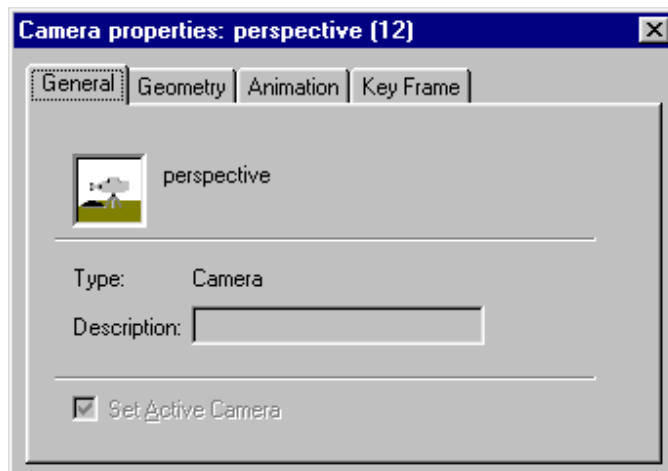 Camera properties: perspective (12)
General Geometry Animation Key Frame
perspective
Type: Camera
Description:
Set Active Camera